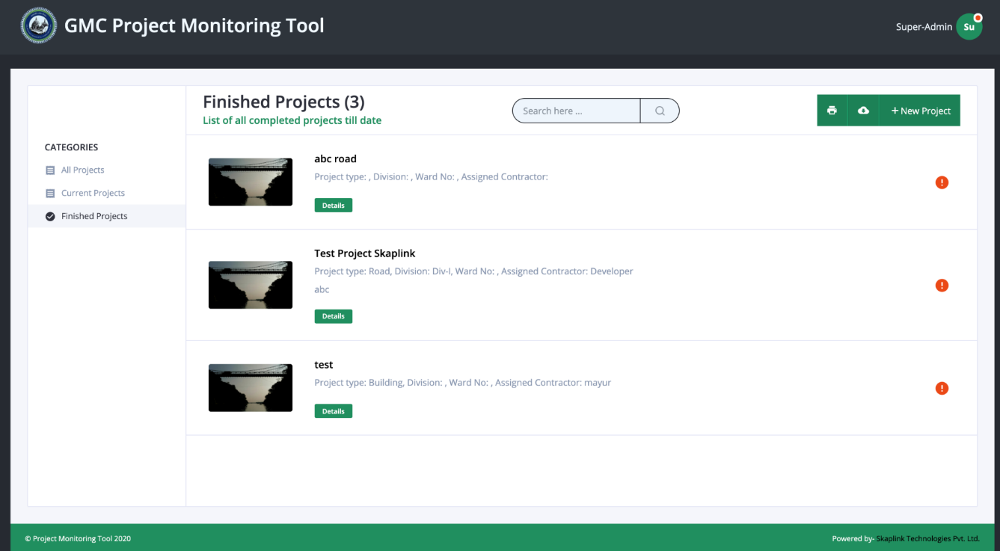 GMC Project Monitoring Tool
Super-Admin
Su
Finished Projects (3)
List of all completed projects till date
Search here ...
+ New Project
CATEGORIES
All Projects
Current Projects
Finished Projects
abc road
Project type: , Division: , Ward No: , Assigned Contractor:
Details
Test Project Skaplink
Project type: Road, Division: Div-I, Ward No: , Assigned Contractor: Developer
abc
Details
test
Project type: Building, Division: , Ward No: , Assigned Contractor: mayur
Details
© Project Monitoring Tool 2020
Powered by- Skaplink Technologies Pvt. Ltd.